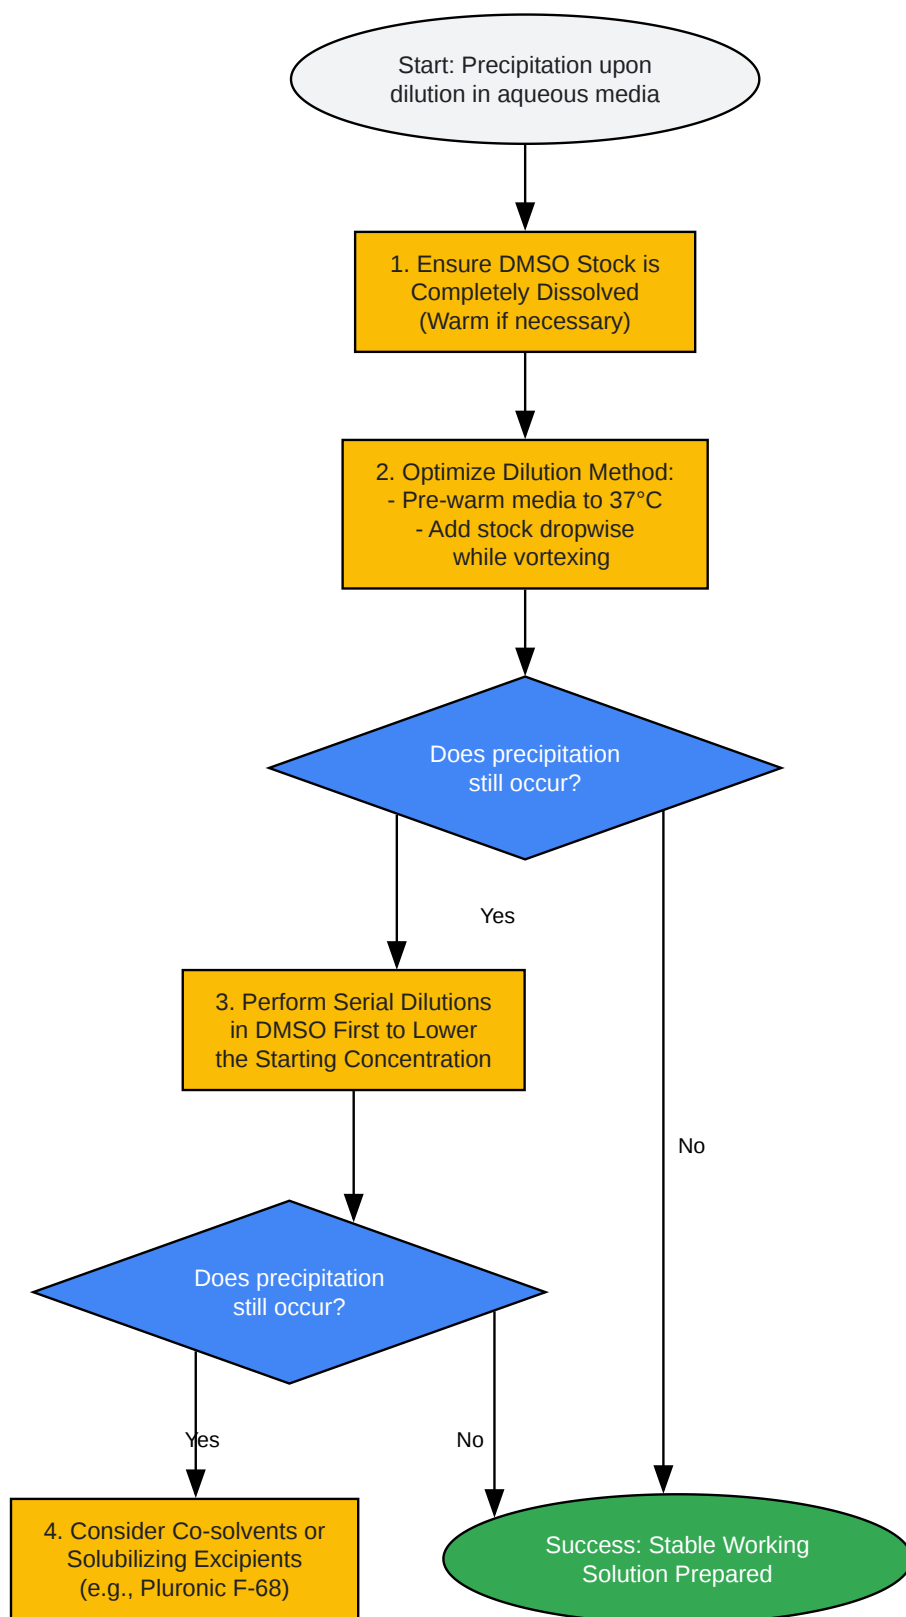 Start: Precipitation upon
dilution in aqueous media
1. Ensure DMSO Stock is
Completely Dissolved
(Warm if necessary)
2. Optimize Dilution Method:
- Pre-warm media to 37°C
- Add stock dropwise
while vortexing
Does precipitation
still occur?
Yes
3. Perform Serial Dilutions
in DMSO First to Lower
the Starting Concentration
No
Does precipitation
still occur?
Yes
No
4. Consider Co-solvents or
Solubilizing Excipients
(e.g., Pluronic F-68)
Success: Stable Working
Solution Prepared